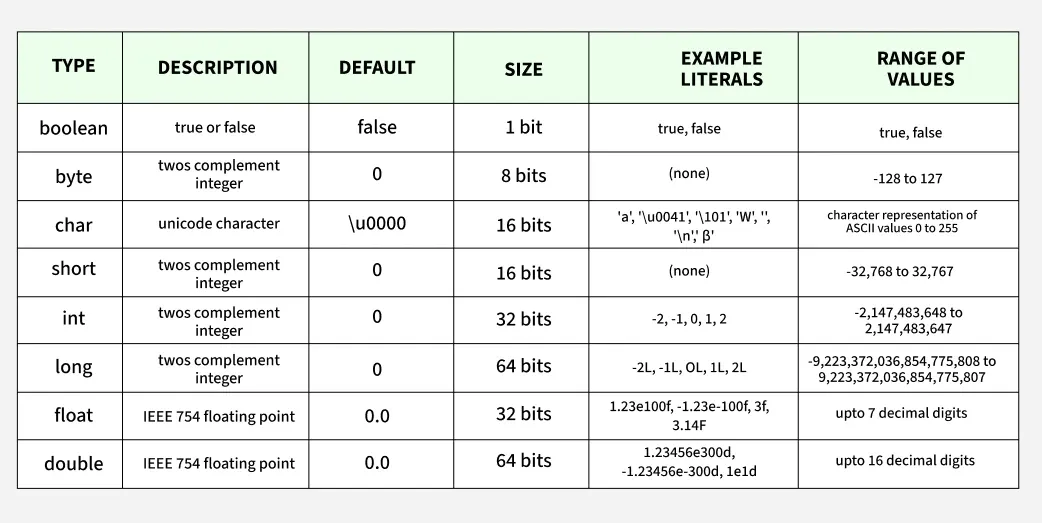 TYPE DESCRIPTION DEFAULT SIZE EXAMPLE LITERALS RANGE OF VALUES
boolean true or false false 1 bit true, false true, false
byte twos complement integer 0 8 bits (none) -128 to 127
char unicode character \u0000 16 bits 'a', '\u0041', '\101', 'W', '', '\n',' β' character representation of ASCII values 0 to 255
short twos complement integer 0 16 bits (none) -32,768 to 32,767
int twos complement integer 0 32 bits -2, -1, 0, 1, 2 -2,147,483,648 to 2,147,483,647
long twos complement integer 0 64 bits -2L, -1L, OL, 1L, 2L -9,223,372,036,854,775,808 to 9,223,372,036,854,775,807
float IEEE 754 floating point 0.0 32 bits 1.23e100f, -1.23e-100f, 3f, 3.14F upto 7 decimal digits
double IEEE 754 floating point 0.0 64 bits 1.23456e300d, -1.23456e-300d, 1e1d upto 16 decimal digits